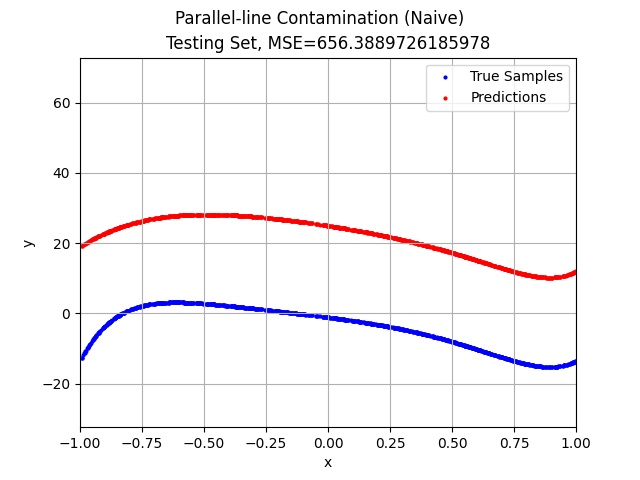 Parallel-line Contamination (Naive)
Testing Set, MSE=656.3889726185978
True Samples
Predictions
60
40
20
0
−20
y
−1.00 −0.75 −0.50 −0.25 0.00 0.25 0.50 0.75 1.00
x